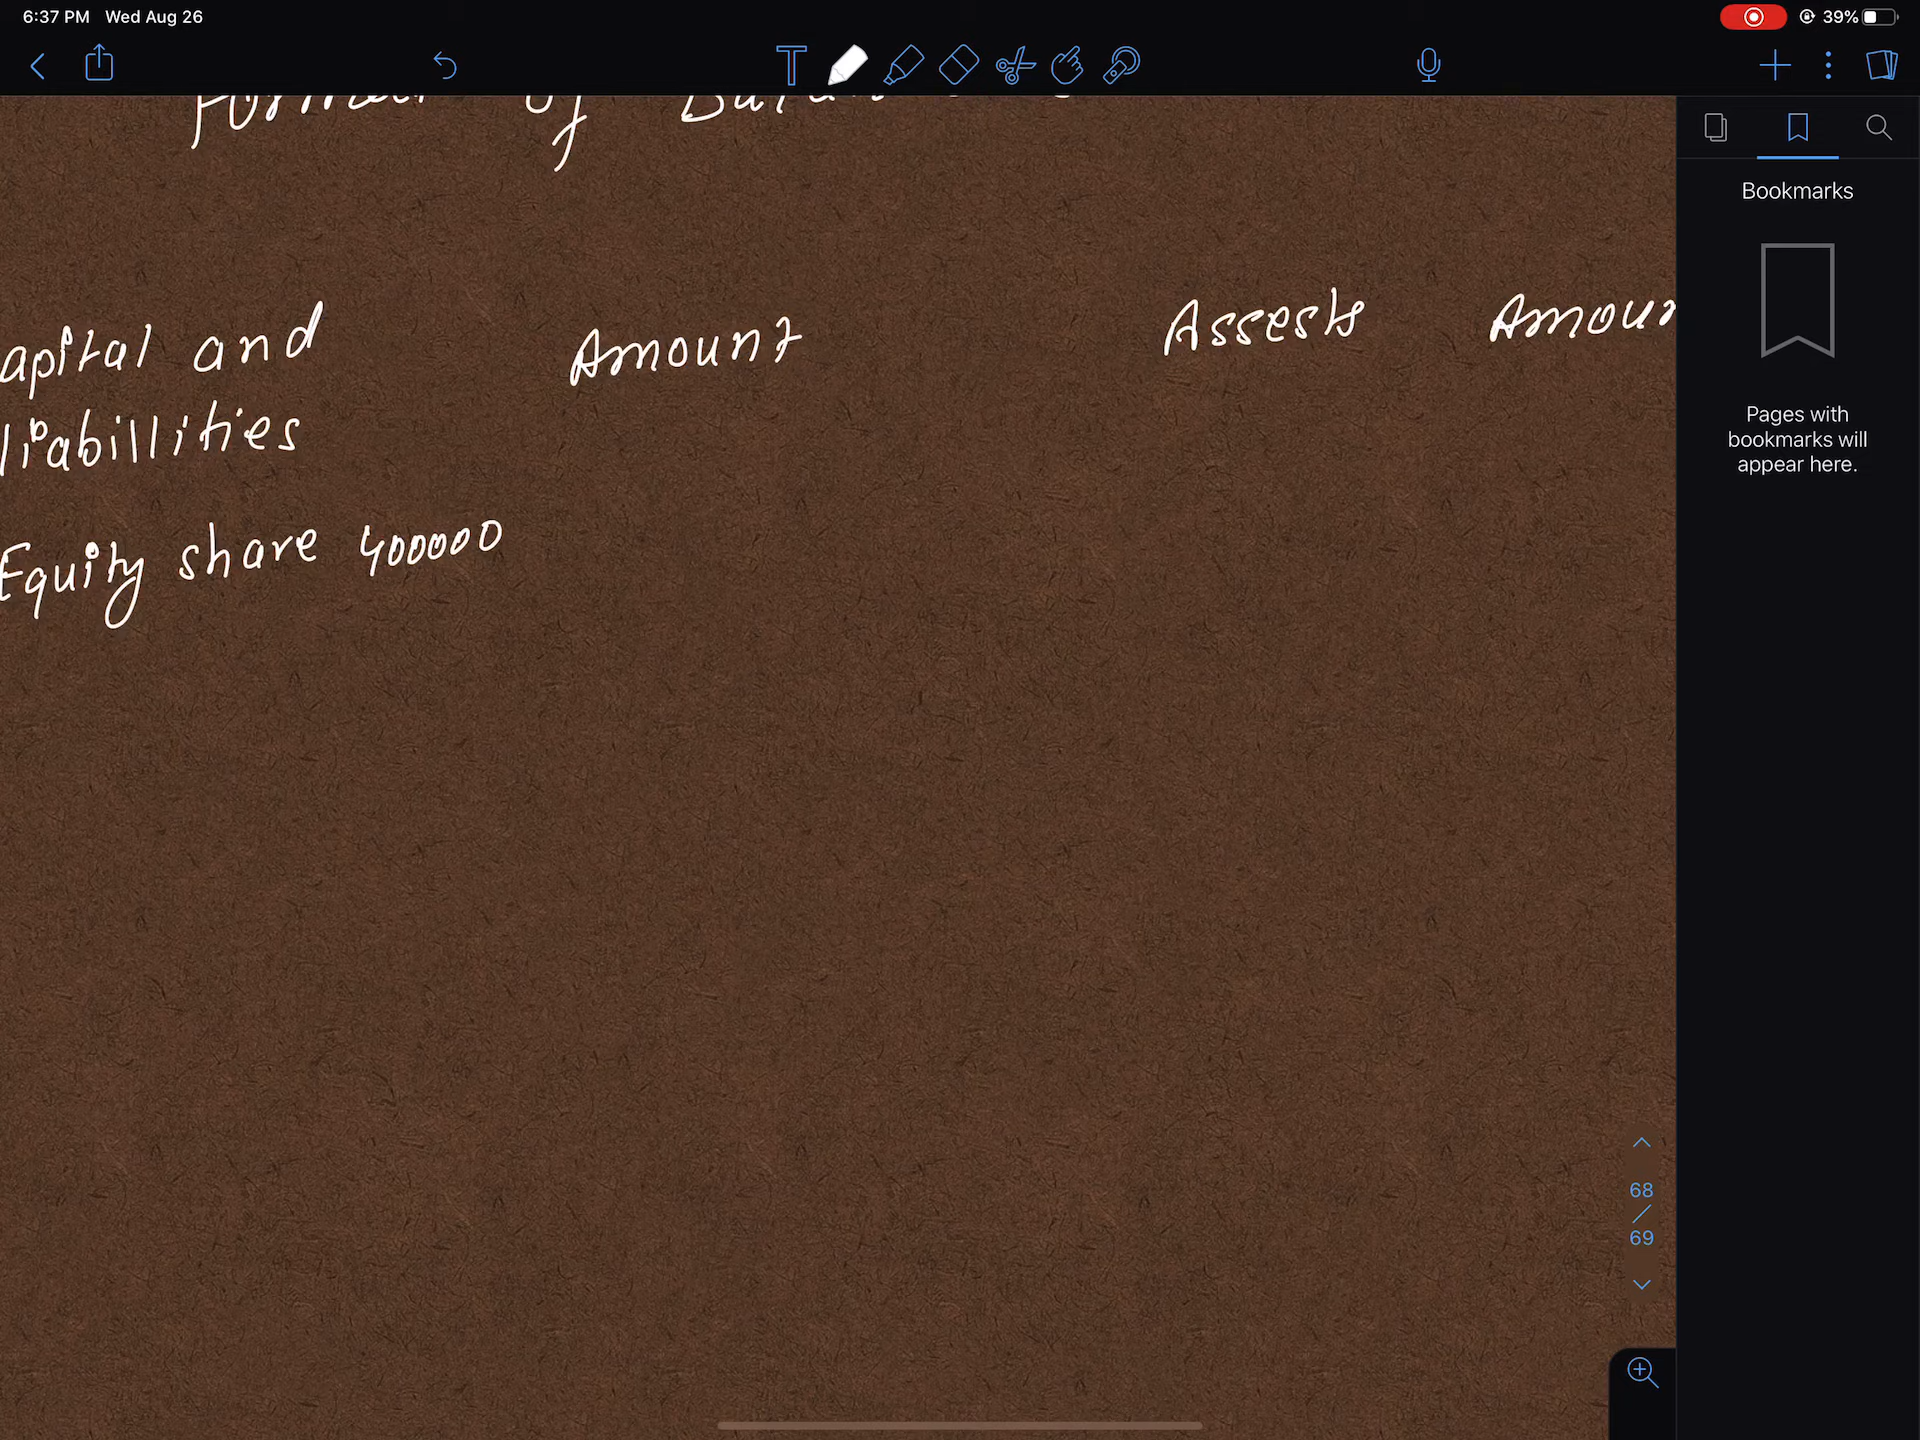 6:37 PM Wed Aug 26
39%
of
Bookmarks
apital and Amount Assests Amoun
liabillities
Pages with
bookmarks will
appear here.
Equity share 400000
68
/
69